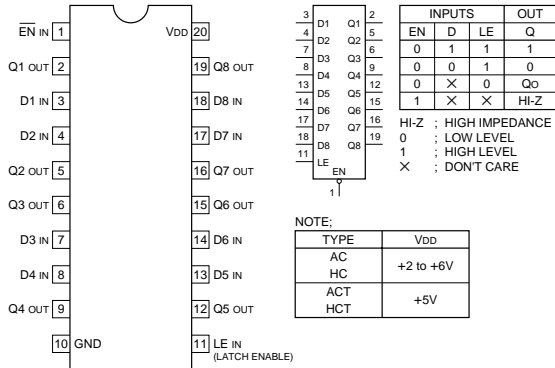 EN IN 1
Q1 OUT 2
D1 IN 3
D2 IN 4
Q2 OUT 5
Q3 OUT 6
D3 IN 7
D4 IN 8
Q4 OUT 9
10 GND
VDD 20
19 Q8 OUT
18 D8 IN
17 D7 IN
16 Q7 OUT
15 Q6 OUT
14 D6 IN
13 D5 IN
12 Q5 OUT
11 LE IN
(LATCH ENABLE)
3 D1 Q1 2
4 D2 Q2 5
7 D3 Q3 6
8 D4 Q4 9
13 D5 Q5 12
14 D6 Q6 15
17 D7 Q7 16
18 D8 Q8 19
11 LE
EN
1
INPUTS OUT
EN D LE Q
0 1 1 1
0 0 1 0
0 × 0 QO
1 × × HI-Z
HI-Z ; HIGH IMPEDANCE
0 ; LOW LEVEL
1 ; HIGH LEVEL
× ; DON'T CARE
NOTE;
TYPE VDD
AC
HC
+2 to +6V
ACT
HCT
+5V